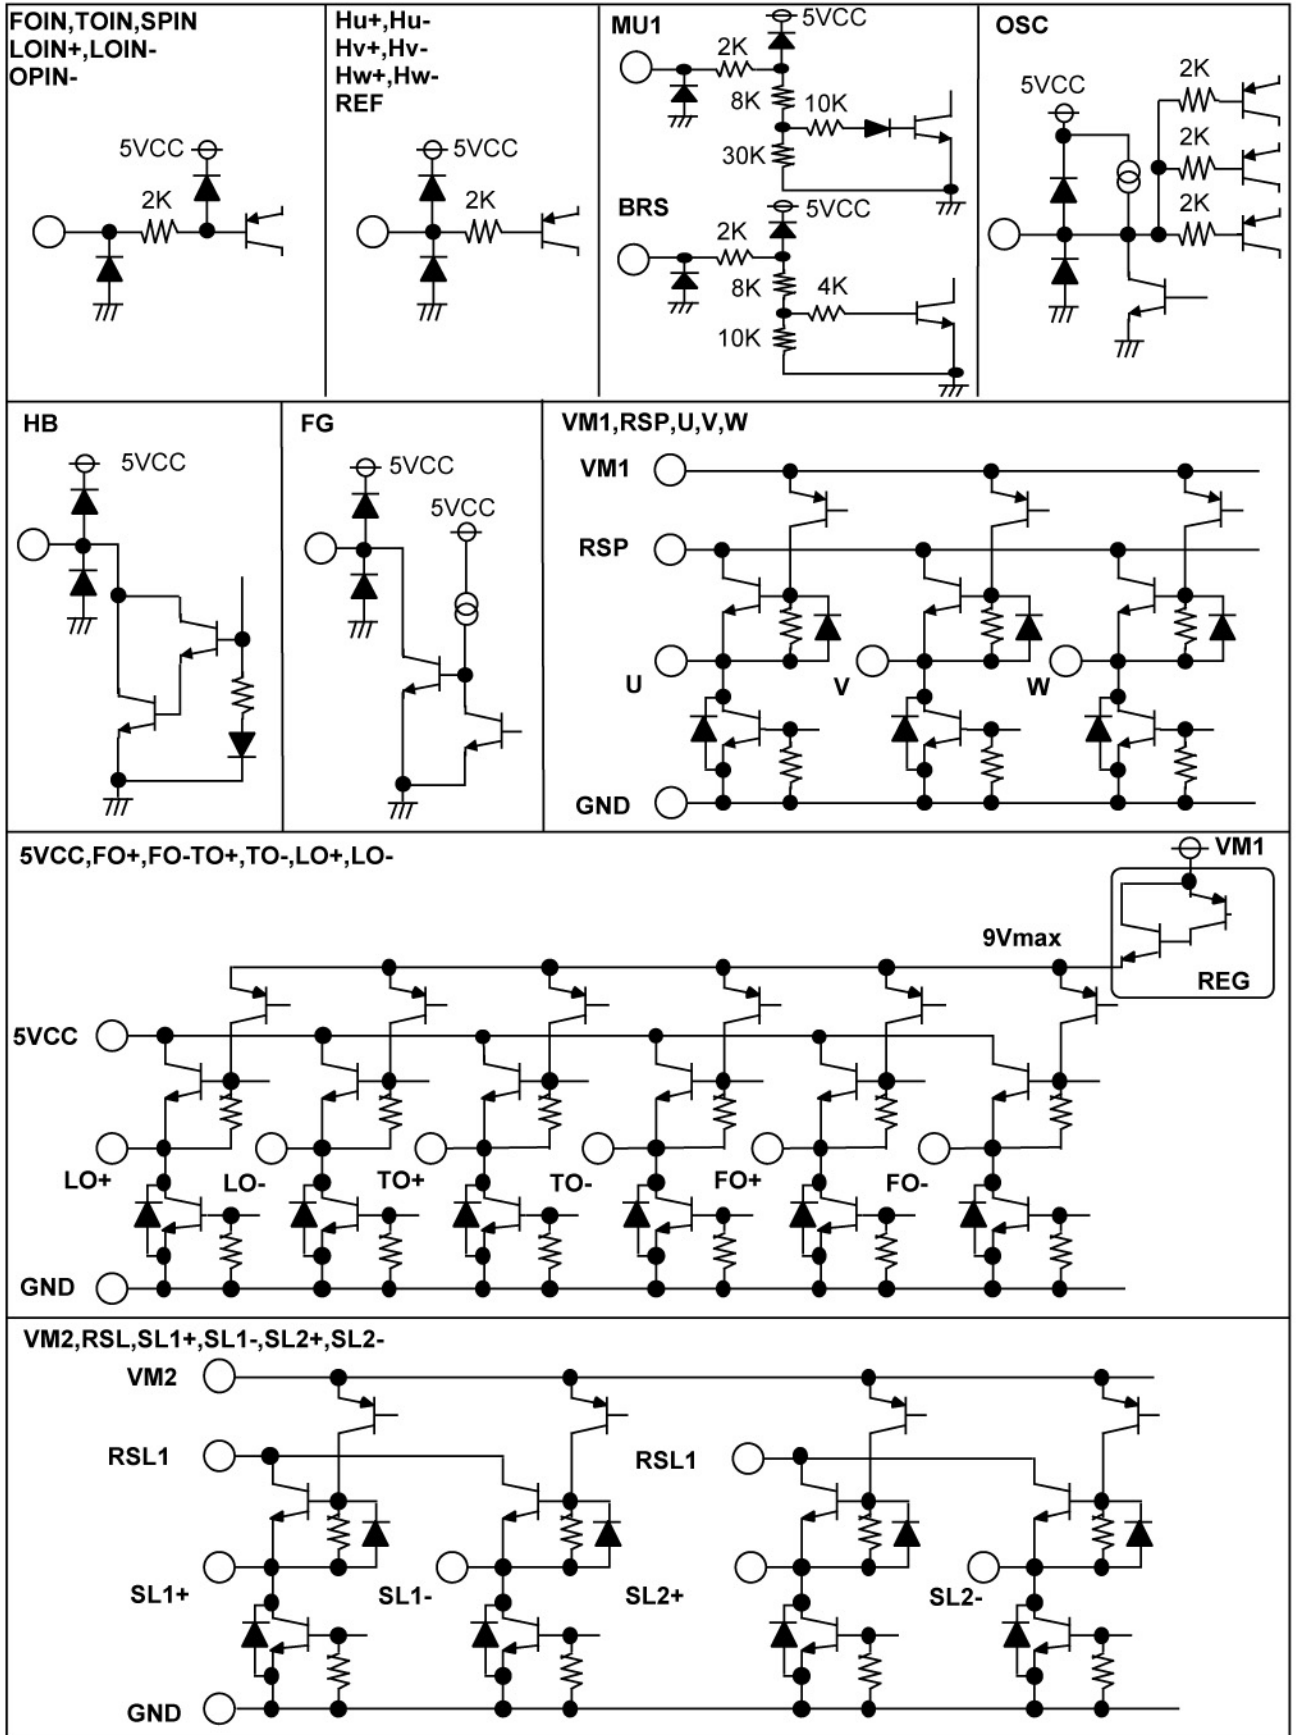 FOIN,TOIN,SPIN
LOIN+,LOIN-
OPIN-
5VCC
2K
Hu+,Hu-
Hv+,Hv-
Hw+,Hw-
REF
5VCC
2K
MU1
5VCC
2K
8K
10K
30K
BRS
5VCC
2K
8K
4K
10K
OSC
5VCC
2K
2K
2K
HB
5VCC
FG
5VCC
5VCC
VM1,RSP,U,V,W
VM1
RSP
U
V
W
GND
5VCC,FO+,FO-TO+,TO-,LO+,LO-
VM1
9Vmax
REG
5VCC
LO+
LO-
TO+
TO-
FO+
FO-
GND
VM2,RSL,SL1+,SL1-,SL2+,SL2-
VM2
RSL1
RSL1
SL1+
SL1-
SL2+
SL2-
GND